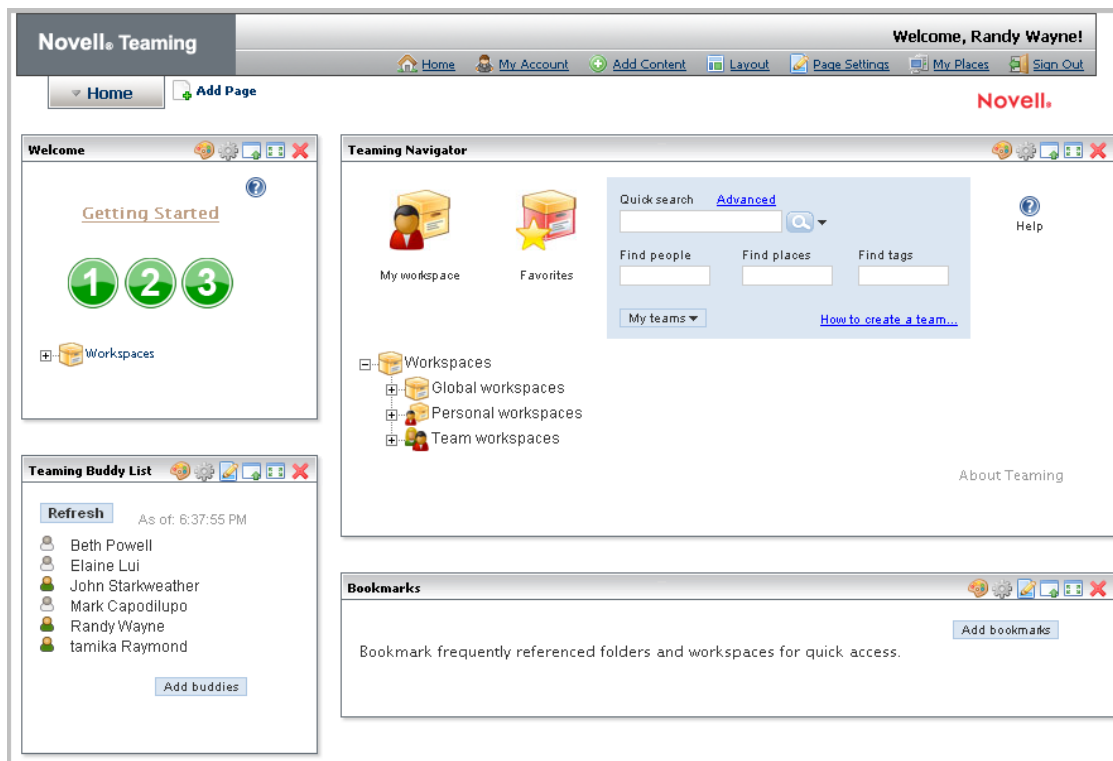 Novell® Teaming
Welcome, Randy Wayne!
Home My Account Add Content Layout Page Settings My Places Sign Out
Home Add Page
Novell®
Welcome
Getting Started
1 2 3
Workspaces
Teaming Navigator
My workspace
Favorites
Quick search Advanced
Find people Find places Find tags
My teams How to create a team...
Help
Workspaces
Global workspaces
Personal workspaces
Team workspaces
About Teaming
Teaming Buddy List
Refresh As of: 6:37:55 PM
Beth Powell
Elaine Lui
John Starkweather
Mark Capodilupo
Randy Wayne
tamika Raymond
Add buddies
Bookmarks
Add bookmarks
Bookmark frequently referenced folders and workspaces for quick access.